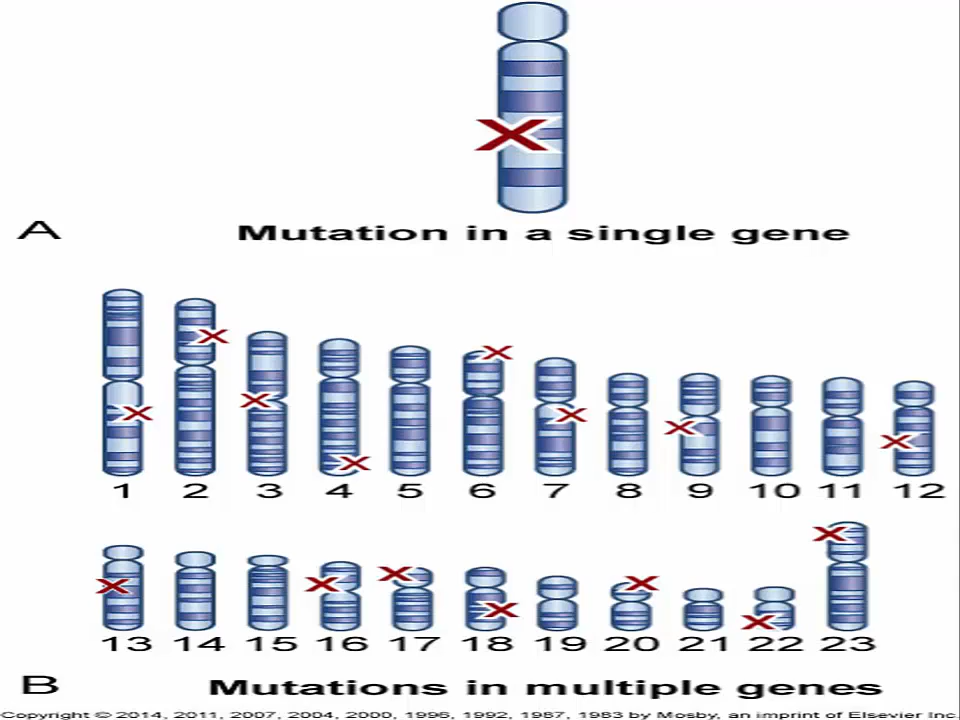 A
Mutation in a single gene
1 2 3 4 5 6 7 8 9 10 11 12
13 14 15 16 17 18 19 20 21 22 23
B
Mutations in multiple genes
Copyright © 2014, 2011, 2007, 2004, 2000, 1996, 1992, 1987, 1983 by Mosby, an imprint of Elsevier Inc